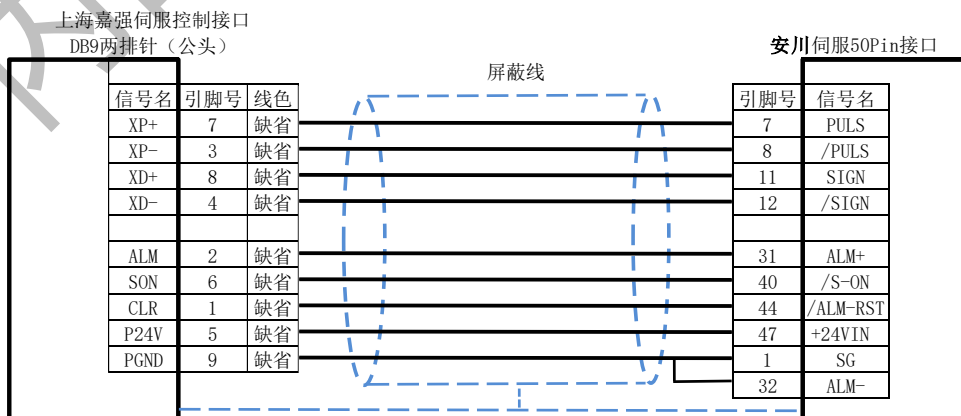 上海嘉强伺服控制接口
DB9两排针（公头）
安川伺服50Pin接口
屏蔽线
信号名 引脚号 线色 引脚号 信号名
XP+ 7 缺省 7 PULS
XP- 3 缺省 8 /PULS
XD+ 8 缺省 11 SIGN
XD- 4 缺省 12 /SIGN
ALM 2 缺省 31 ALM+
SON 6 缺省 40 /S-ON
CLR 1 缺省 44 /ALM-RST
P24V 5 缺省 47 +24VIN
PGND 9 缺省 1 SG
32 ALM-